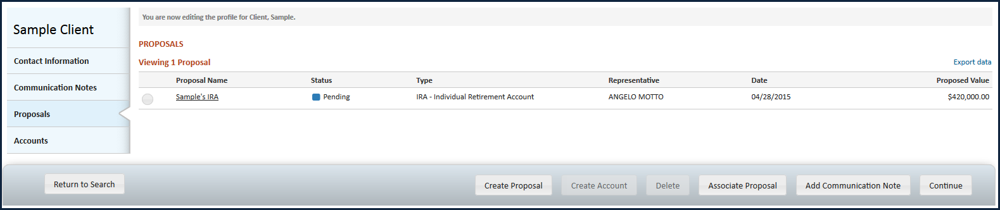 Sample Client
Contact Information
Communication Notes
Proposals
Accounts
You are now editing the profile for Client, Sample.
PROPOSALS
Viewing 1 Proposal
Export data
Proposal Name Status Type Representative Date Proposed Value
Sample's IRA Pending IRA - Individual Retirement Account ANGELO MOTTO 04/28/2015 $420,000.00
Return to Search Create Proposal Create Account Delete Associate Proposal Add Communication Note Continue